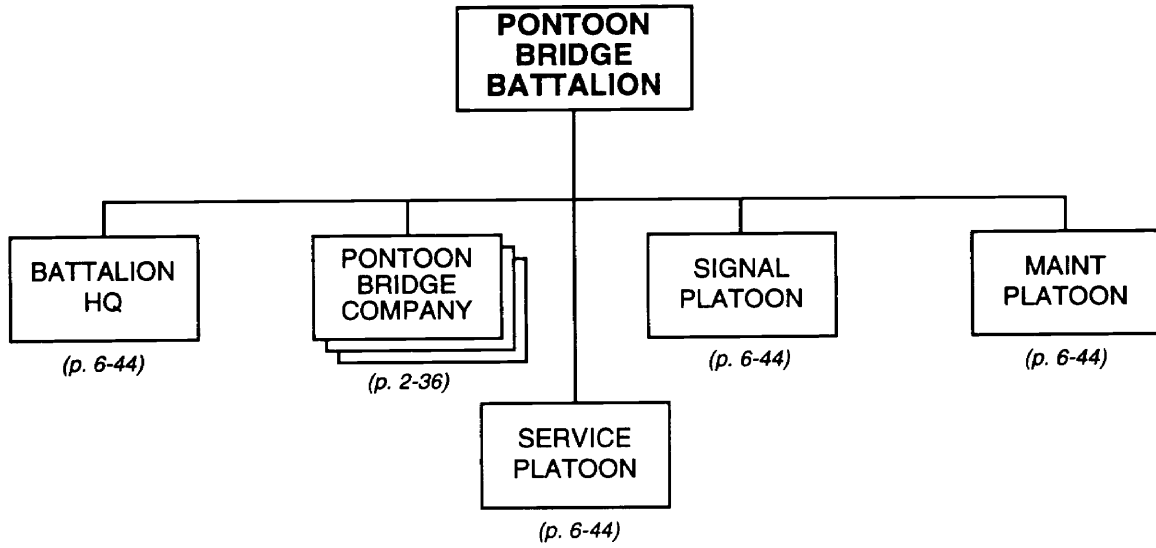 PONTOON
BRIDGE
BATTALION
BATTALION
HQ
(p. 6-44)
PONTOON
BRIDGE
COMPANY
(p. 2-36)
SIGNAL
PLATOON
(p. 6-44)
MAINT
PLATOON
(p. 6-44)
SERVICE
PLATOON
(p. 6-44)